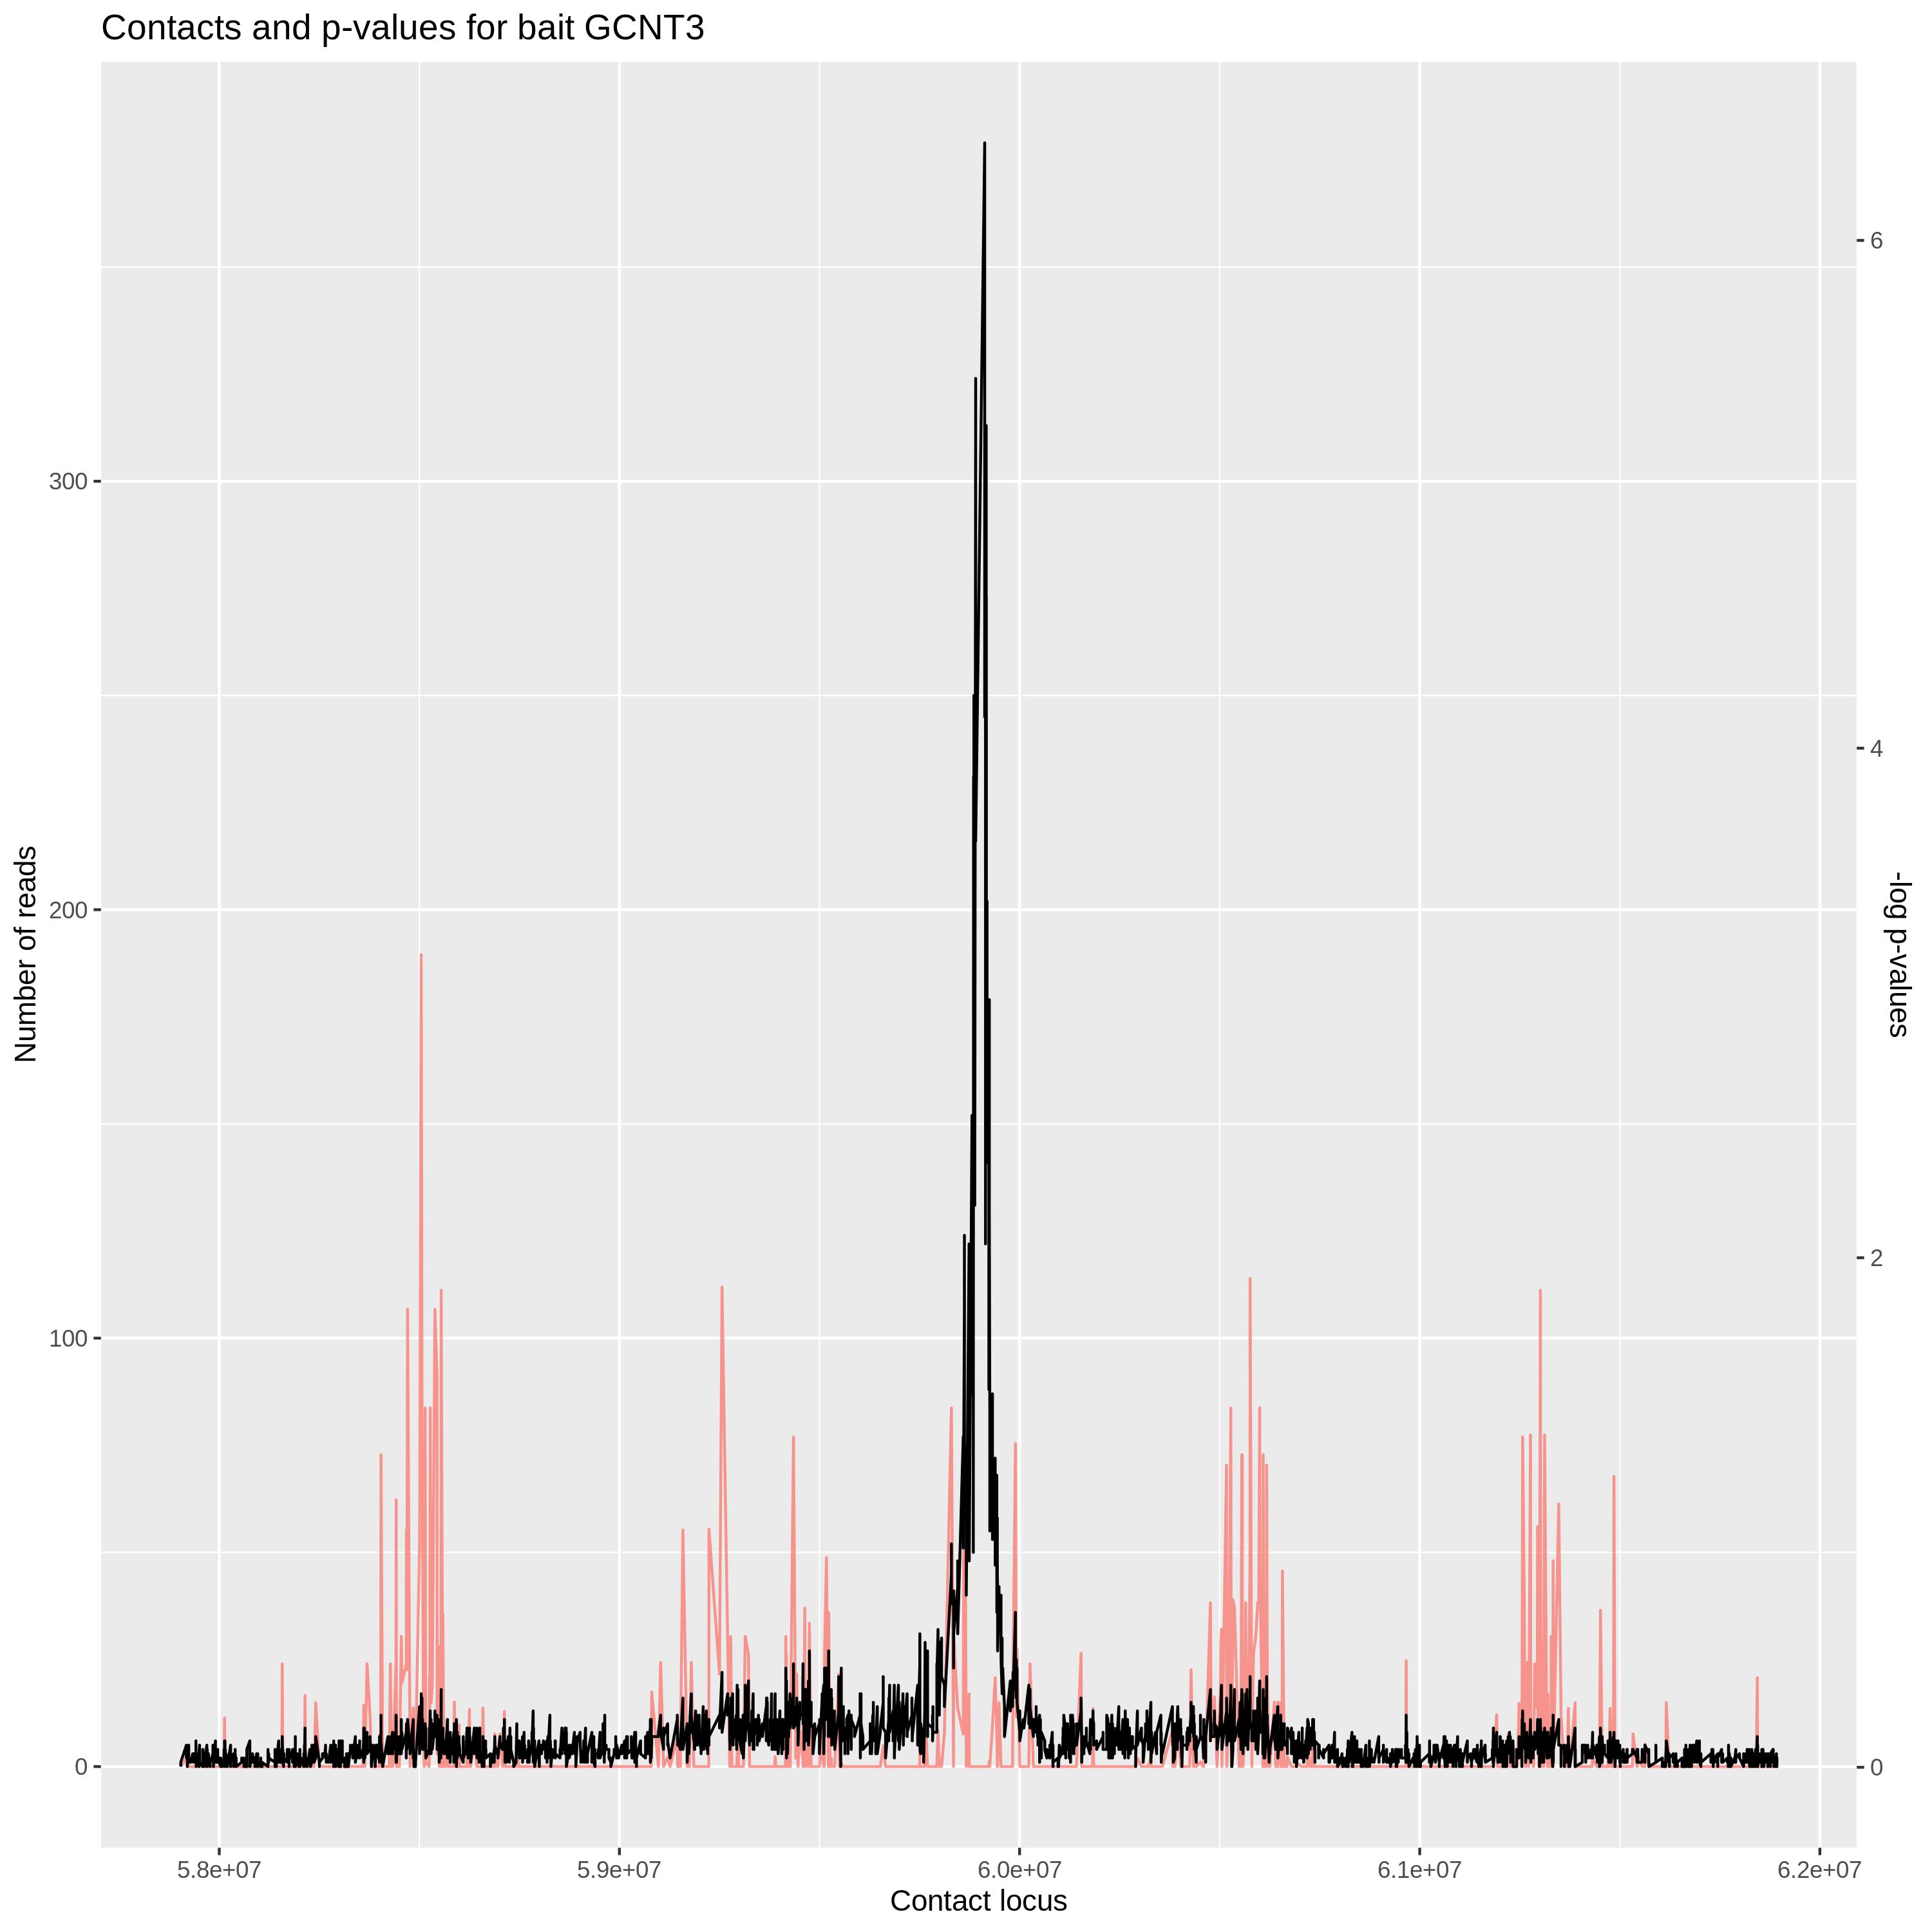 Contacts and p-values for bait GCNT3
Number of reads
300
200
100
0
6
4
2
0
-log p-values
5.8e+07 5.9e+07 6.0e+07 6.1e+07 6.2e+07
Contact locus